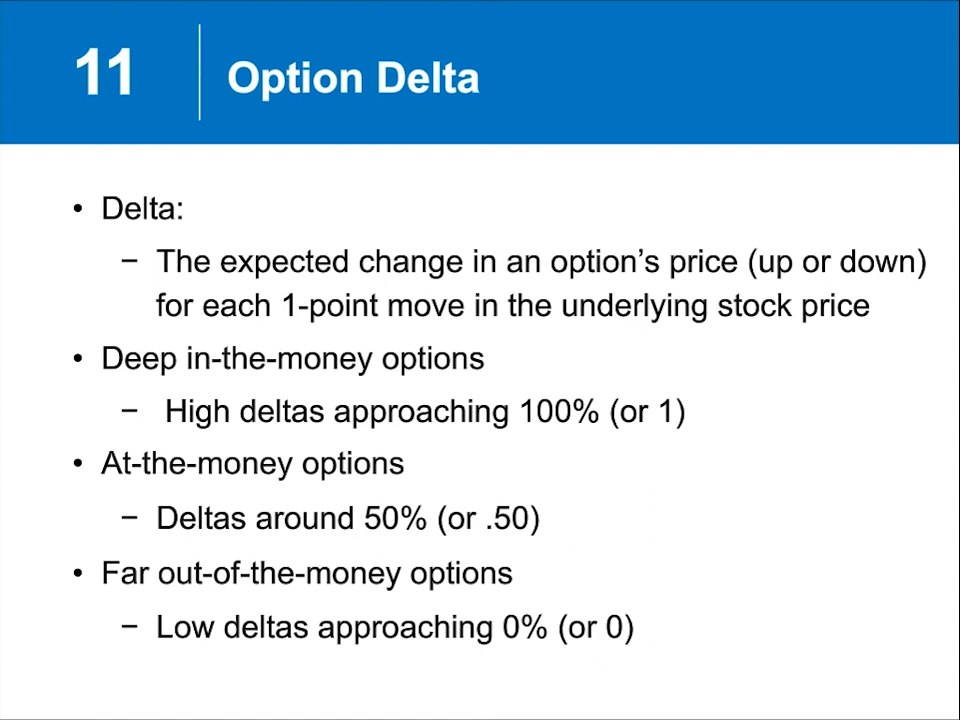 11
Option Delta
• Delta:
− The expected change in an option’s price (up or down)
for each 1-point move in the underlying stock price
• Deep in-the-money options
− High deltas approaching 100% (or 1)
• At-the-money options
− Deltas around 50% (or .50)
• Far out-of-the-money options
− Low deltas approaching 0% (or 0)